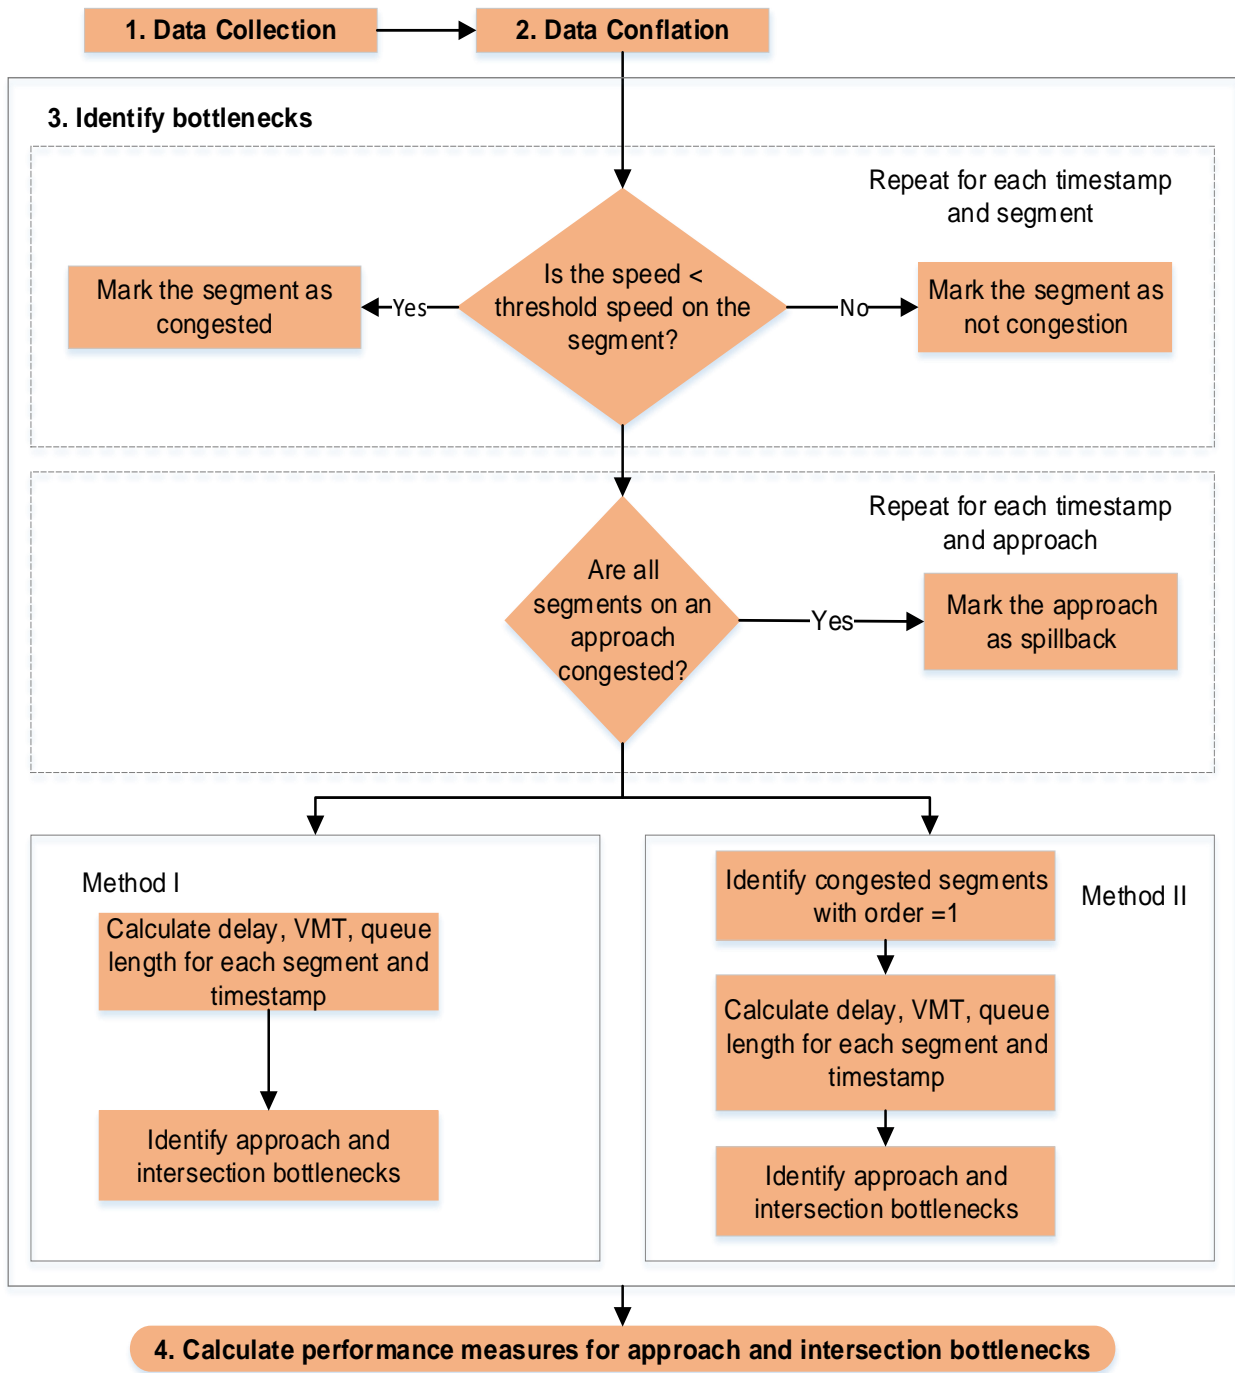 1. Data Collection
2. Data Conflation
3. Identify bottlenecks
Repeat for each timestamp
and segment
Is the speed <
threshold speed on the
segment?
Yes
Mark the segment as
congested
No
Mark the segment as
not congestion
Repeat for each timestamp
and approach
Are all
segments on an
approach
congested?
Yes
Mark the approach
as spillback
Method I
Calculate delay, VMT, queue
length for each segment and
timestamp
Identify approach and
intersection bottlenecks
Method II
Identify congested segments
with order =1
Calculate delay, VMT, queue
length for each segment and
timestamp
Identify approach and
intersection bottlenecks
4. Calculate performance measures for approach and intersection bottlenecks